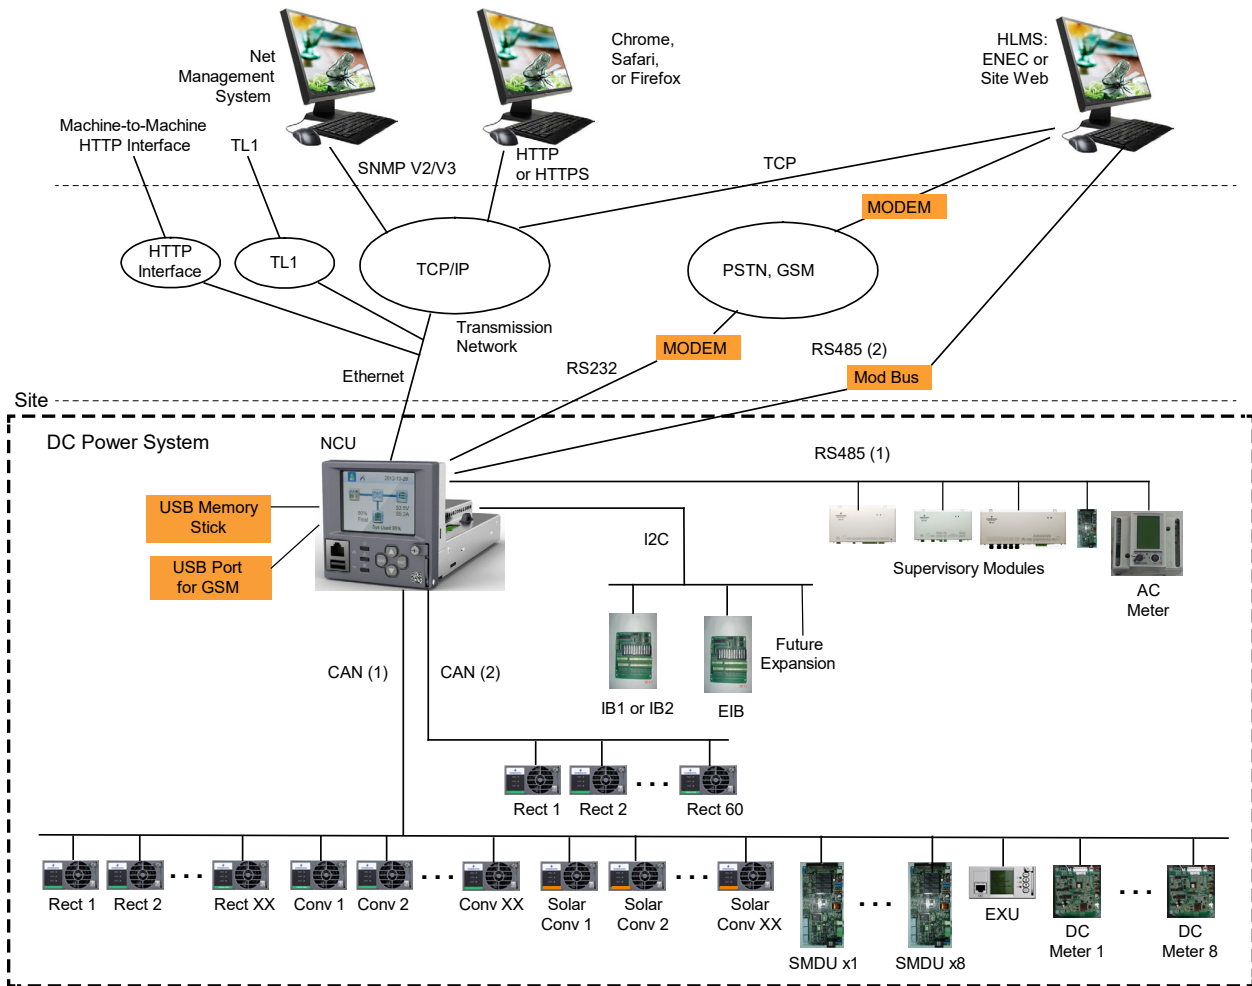 Net
Management
System
Chrome,
Safari,
or Firefox
HLMS:
ENEC or
Site Web
Machine-to-Machine
HTTP Interface
TL1
SNMP V2/V3
HTTP
or HTTPS
TCP
MODEM
HTTP
Interface
TL1
TCP/IP
PSTN, GSM
Transmission
Network
MODEM
RS485 (2)
RS232
Mod Bus
Ethernet
Site
DC Power System
NCU
RS485 (1)
USB Memory
Stick
I2C
USB Port
for GSM
Supervisory Modules
AC
Meter
Future
Expansion
CAN (1)
CAN (2)
IB1 or IB2
EIB
. . .
Rect 1
Rect 2
Rect 60
. . .
. . .
. . .
. . .
. . .
Rect 1
Rect 2
Rect XX
Conv 1
Conv 2
Conv XX
Solar
Conv 1
Solar
Conv 2
Solar
Conv XX
SMDU x1
SMDU x8
EXU
DC
Meter 1
DC
Meter 8